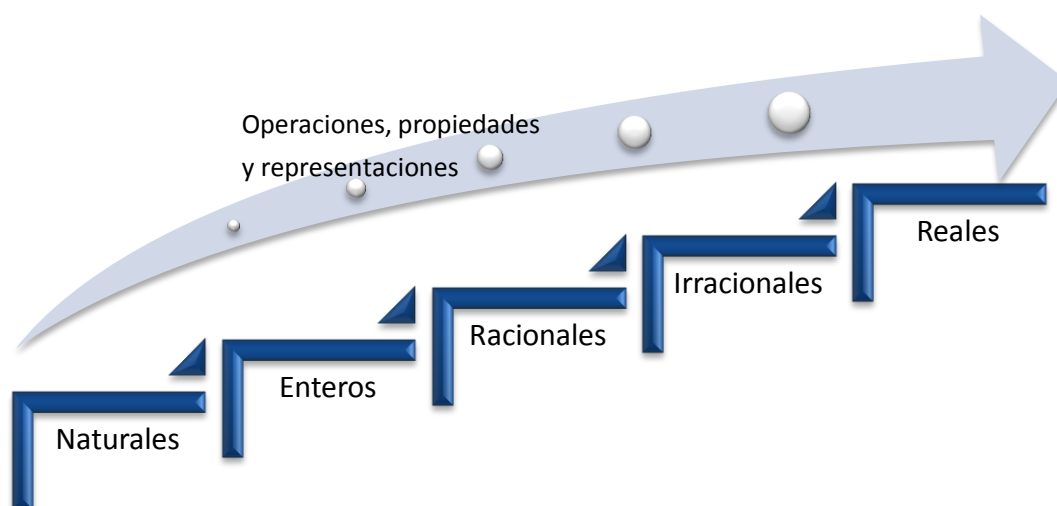 Operaciones, propiedades
y representaciones
Reales
Irracionales
Racionales
Enteros
Naturales